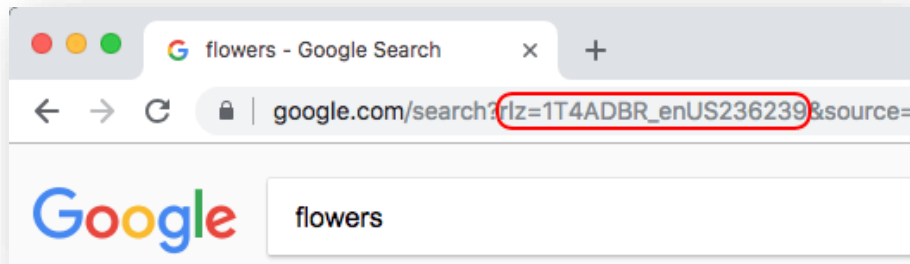 flowers - Google Search
google.com/search?rlz=1T4ADBR_enUS236239&source=
Google
flowers